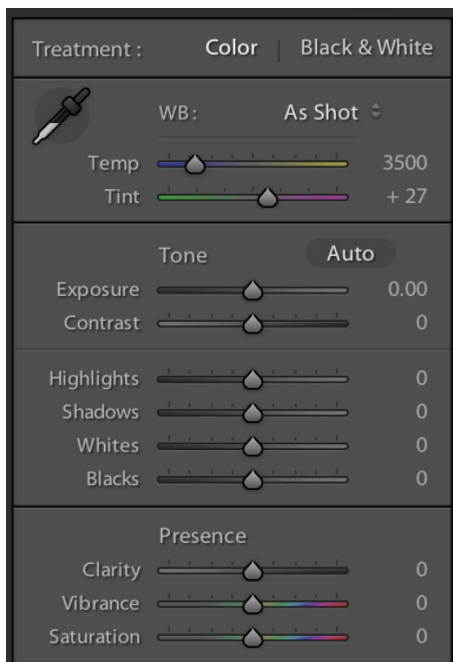 Treatment : Color | Black & White
WB : As Shot
Temp 3500
Tint + 27
Tone Auto
Exposure 0.00
Contrast 0
Highlights 0
Shadows 0
Whites 0
Blacks 0
Presence
Clarity 0
Vibrance 0
Saturation 0